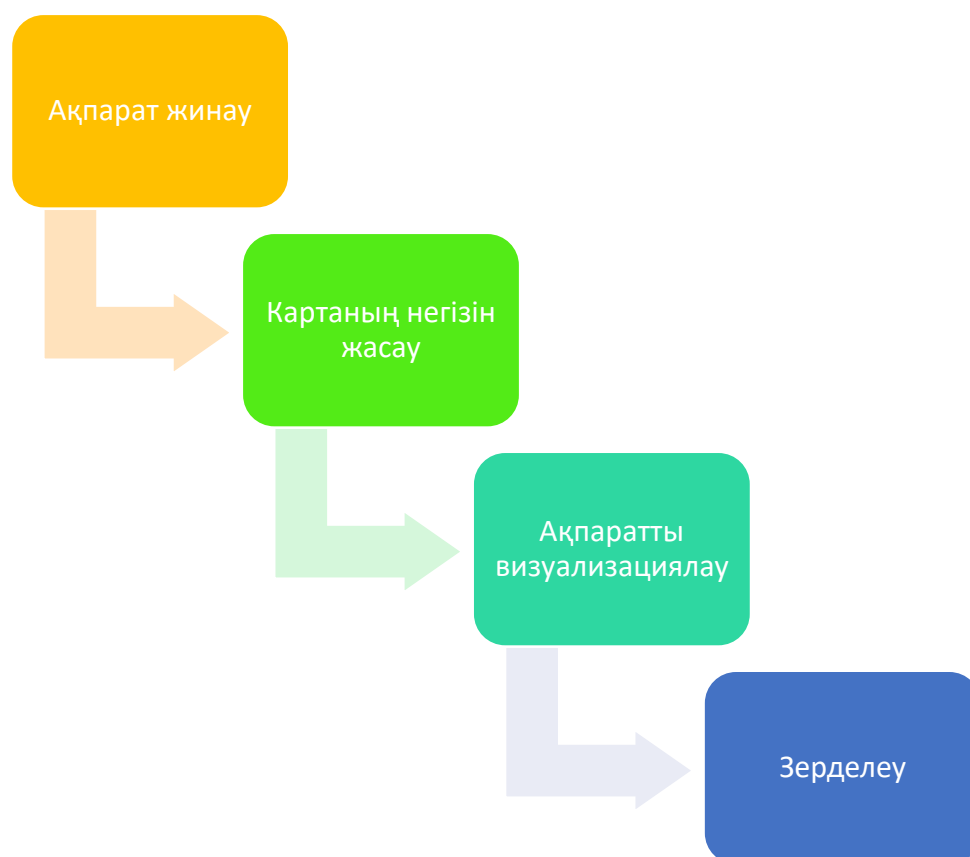 Ақпарат жинау
Картаның негізін
жасау
Ақпаратты
визуализациялау
Зерделеу